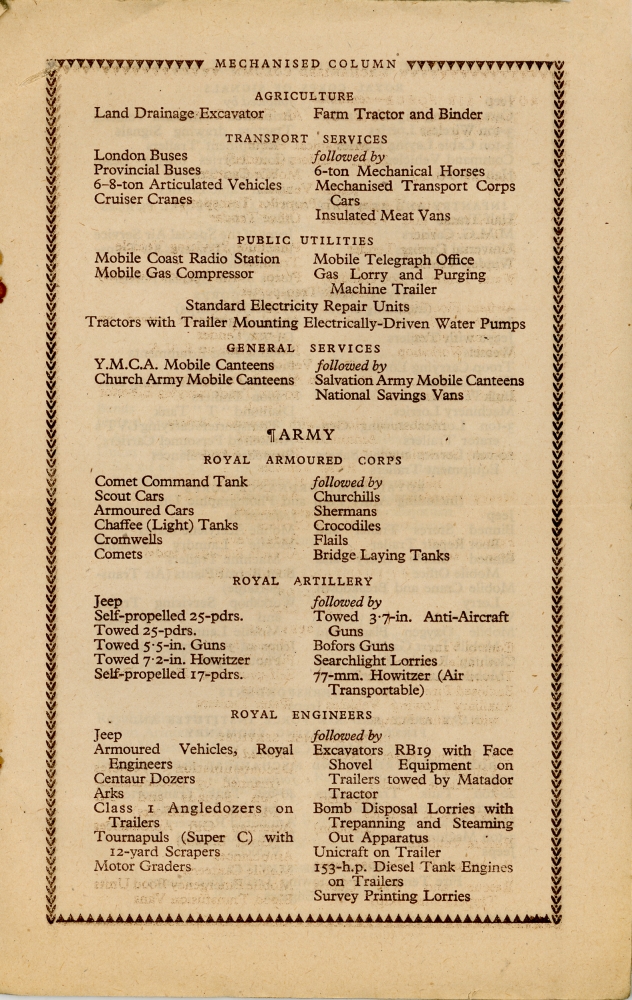 MECHANISED COLUMN
AGRICULTURE
Land Drainage Excavator
Farm Tractor and Binder
TRANSPORT SERVICES
London Buses
Provincial Buses
6–8-ton Articulated Vehicles
Cruiser Cranes
followed by
6-ton Mechanical Horses
Mechanised Transport Corps
Cars
Insulated Meat Vans
PUBLIC UTILITIES
Mobile Coast Radio Station
Mobile Gas Compressor
Mobile Telegraph Office
Gas Lorry and Purging
Machine Trailer
Standard Electricity Repair Units
Tractors with Trailer Mounting Electrically-Driven Water Pumps
GENERAL SERVICES
Y.M.C.A. Mobile Canteens
Church Army Mobile Canteens
followed by
Salvation Army Mobile Canteens
National Savings Vans
¶ARMY
ROYAL ARMOURED CORPS
Comet Command Tank
Scout Cars
Armoured Cars
Chaffee (Light) Tanks
Cromwells
Comets
followed by
Churchills
Shermans
Crocodiles
Flails
Bridge Laying Tanks
ROYAL ARTILLERY
Jeep
Self-propelled 25-pdrs.
Towed 25-pdrs.
Towed 5·5-in. Guns
Towed 7·2-in. Howitzer
Self-propelled 17-pdrs.
followed by
Towed 3·7-in. Anti-Aircraft
Guns
Bofors Guns
Searchlight Lorries
77-mm. Howitzer (Air
Transportable)
ROYAL ENGINEERS
Jeep
Armoured Vehicles, Royal
Engineers
Centaur Dozers
Arks
Class 1 Angledozers on
Trailers
Tournapuls (Super C) with
12-yard Scrapers
Motor Graders
followed by
Excavators RB19 with Face
Shovel Equipment on
Trailers towed by Matador
Tractor
Bomb Disposal Lorries with
Trepanning and Steaming
Out Apparatus
Unicraft on Trailer
153-h.p. Diesel Tank Engines
on Trailers
Survey Printing Lorries